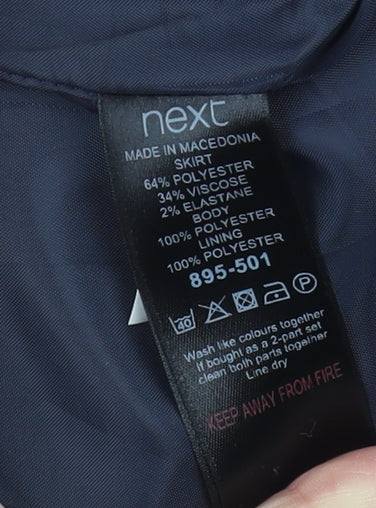 next
MADE IN MACEDONIA
SKIRT
64% POLYESTER
34% VISCOSE
2% ELASTANE
BODY
100% POLYESTER
LINING
100% POLYESTER
895-501
40 P
Wash like colours together
If bought as a 2-part set
clean both parts together
Line dry
KEEP AWAY FROM FIRE